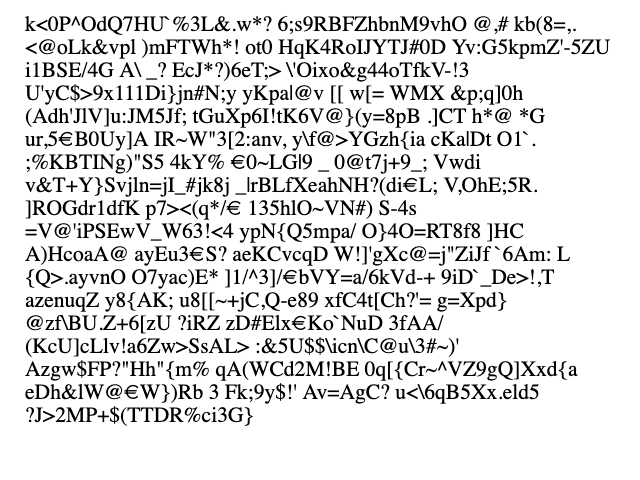 k<0P^OdQ7HU`%3L&.w*? 6;s9RBFZhbnM9vhO @,# kb(8=,.
<@oLk&vpl )mFTWh*! ot0 HqK4RoIJYTJ#0D Yv:G5kpmZ'-5ZU
i1BSE/4G A\ _? EcJ*?)6eT;> \'Oixo&g44oTfkV-!3
U'yC$>9x111Di}jn#N;y yKpa|@v [[ w[= WMX &p;q]0h
(Adh'JlV]u:JM5Jf; tGuXp6I!tK6V@}(y=8pB .]CT h*@ *G
ur,5€B0Uy]A IR~W"3[2:anv, y\f@>YGzh{ia cKa|Dt O1`.
;%KBTINg)"S5 4kY% €0~LG|9 _ 0@t7j+9_; Vwdi
v&T+Y}Svjln=jI_#jk8j _|rBLfXeahNH?(di€L; V,OhE;5R.
]ROGdr1dfK p7><(q*/€ 135hlO~VN#) S-4s
=V@'iPSEwV_W63!<4 ypN{Q5mpa/ O}4O=RT8f8 ]HC
A)HcoaA@ ayEu3€S? aeKCvcqD W!]'gXc@=j"ZiJf`6Am: L
{Q>.ayvnO O7yac)E* ]1/^3]/€bVY=a/6kVd-+ 9iD`_De>!,T
azenuqZ y8{AK; u8[[~+jC,Q-e89 xfC4t[Ch?'= g=Xpd}
@zf\BU.Z+6[zU ?iRZ zD#Elx€Ko`NuD 3fAA/
(KcU]cLlv!a6Zw>SsAL> :&5U$$\icn\C@u\3#~)'
Azgw$FP?"Hh"{m% qA(WCd2M!BE 0q[{Cr~^VZ9gQ]Xxd{a
eDh&lW@€W})Rb 3 Fk;9y$!' Av=AgC? u<\6qB5Xx.eld5
?J>2MP+$(TTDR%ci3G}